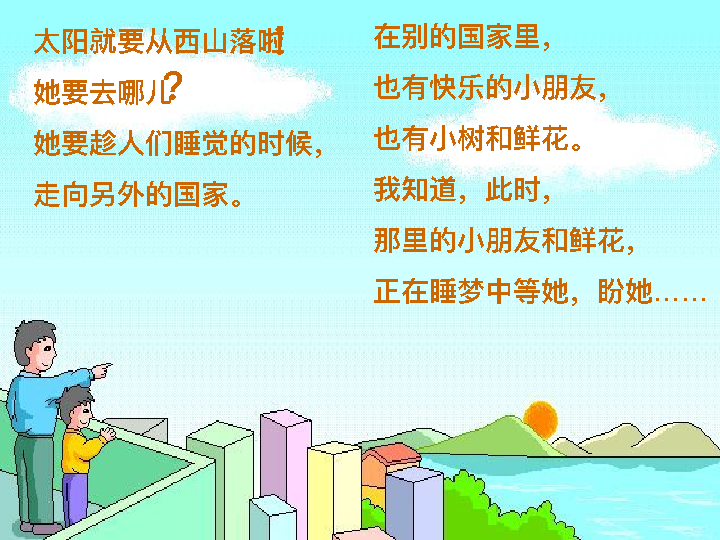 太阳就要从西山落啦！
她要去哪儿？
她要趁人们睡觉的时候，
走向另外的国家。
在别的国家里，
也有快乐的小朋友，
也有小树和鲜花。
我知道，此时，
那里的小朋友和鲜花，
正在睡梦中等她，盼她……